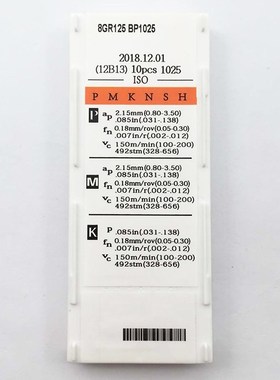 8GR125 BP1025
2018.12.01
(12B13) 10pcs 1025
ISO
P M K N S H
P
ap 2.15mm(0.80-3.50)
.085in(.031-.138)
fn 0.18mm/rov(0.05-0.30)
.007in/r(.002-.012)
vc 150m/min(100-200)
492stm(328-656)
M
ap 2.15mm(0.80-3.50)
.085in(.031-.138)
fn 0.18mm/rov(0.05-0.30)
.007in/r(.002-.012)
vc 150m/min(100-200)
492stm(328-656)
K
P .085in(.031-.138)
fn 0.18mm/rov(0.05-0.30)
.007in/r(.002-.012)
vc 150m/min(100-200)
492stm(328-656)